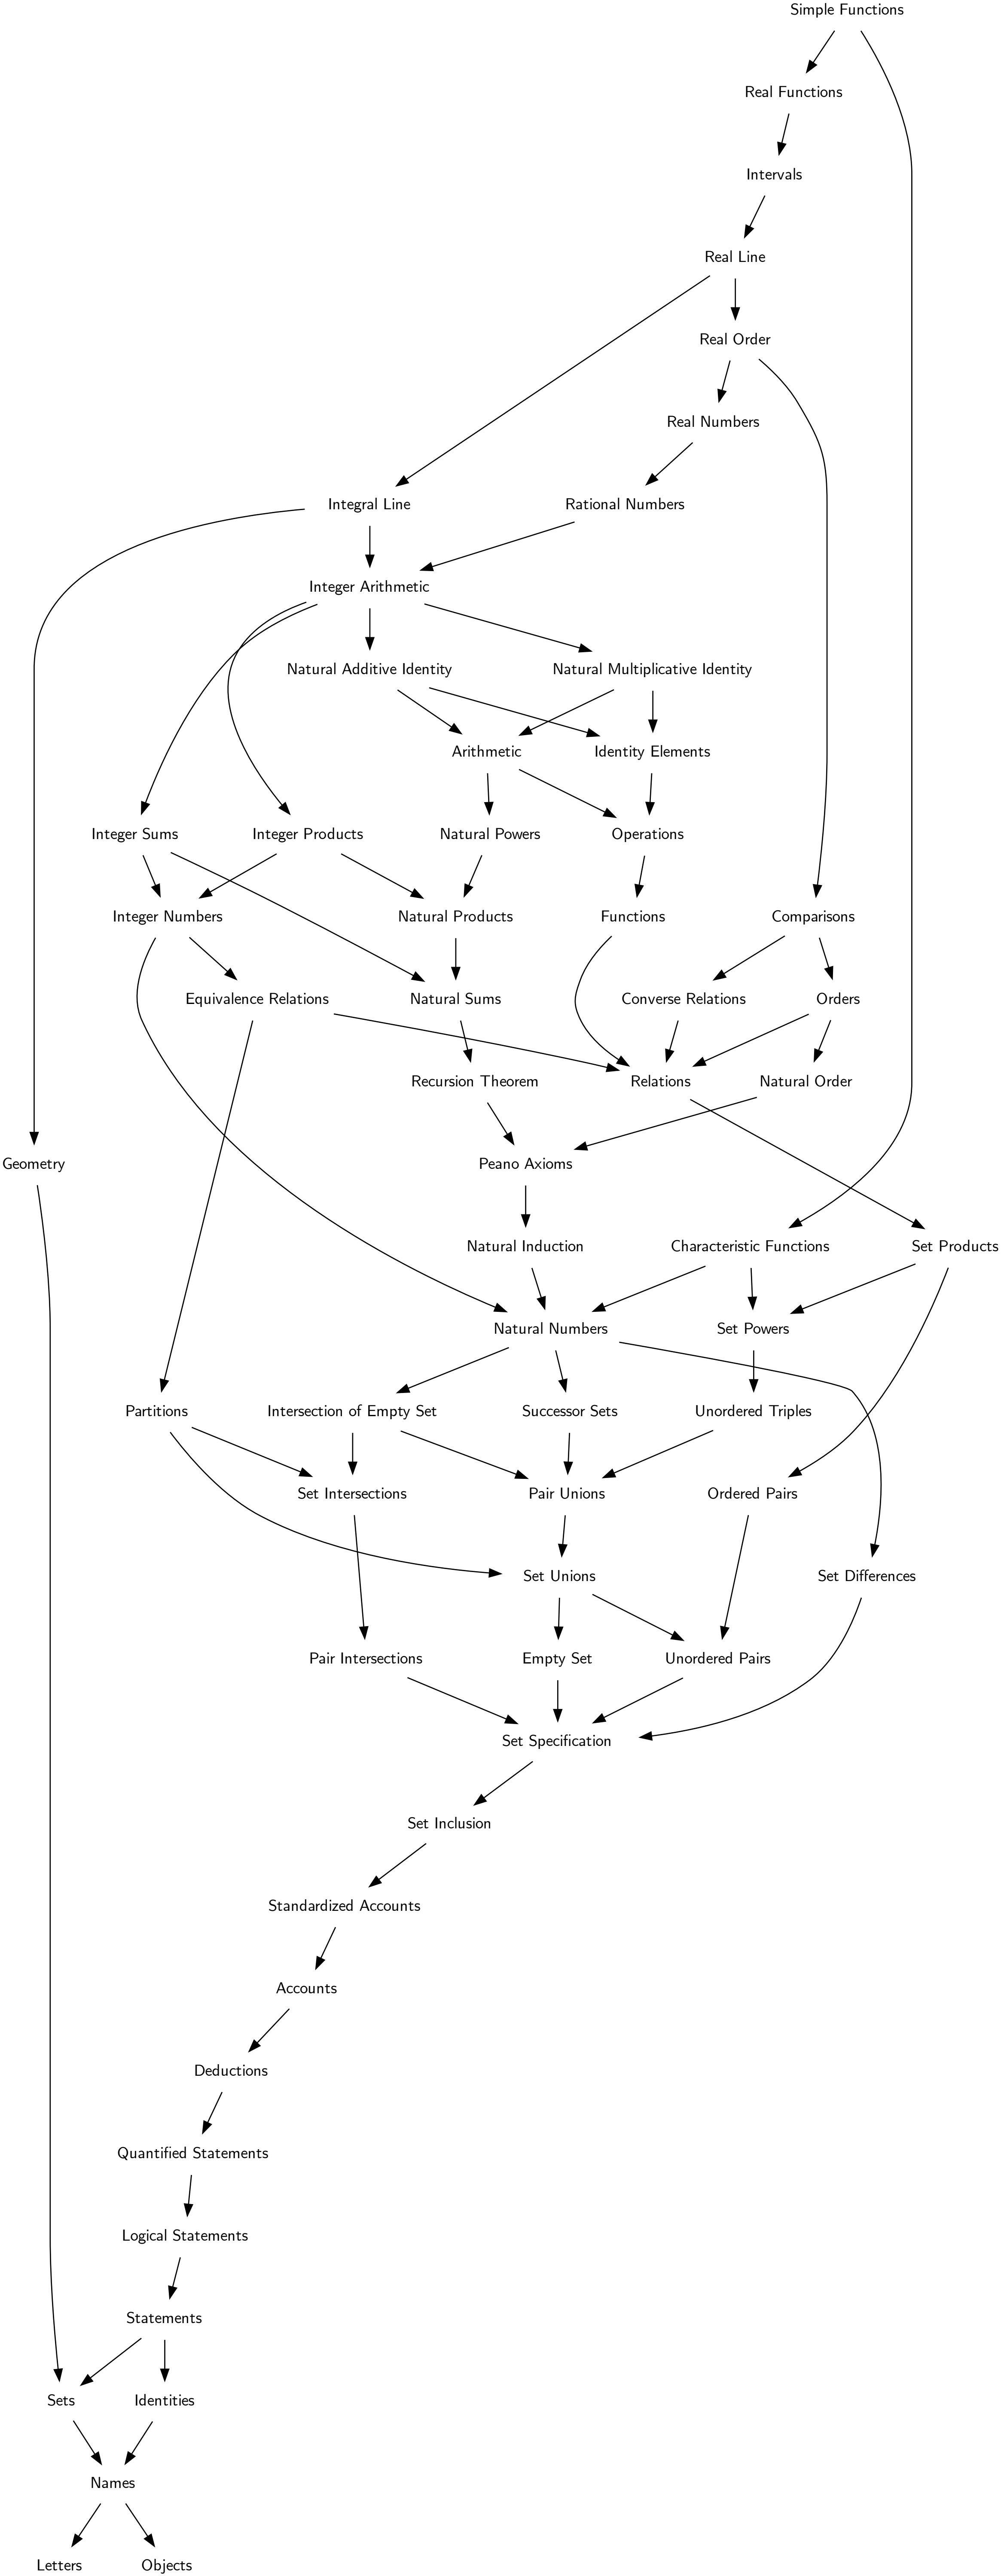 Simple Functions
Real Functions
Intervals
Real Line
Real Order
Real Numbers
Integral Line
Rational Numbers
Integer Arithmetic
Natural Additive Identity
Natural Multiplicative Identity
Arithmetic
Identity Elements
Integer Sums
Integer Products
Natural Powers
Operations
Integer Numbers
Natural Products
Functions
Comparisons
Equivalence Relations
Natural Sums
Converse Relations
Orders
Recursion Theorem
Relations
Natural Order
Geometry
Peano Axioms
Natural Induction
Characteristic Functions
Set Products
Natural Numbers
Set Powers
Partitions
Intersection of Empty Set
Successor Sets
Unordered Triples
Set Intersections
Pair Unions
Ordered Pairs
Set Unions
Set Differences
Pair Intersections
Empty Set
Unordered Pairs
Set Specification
Set Inclusion
Standardized Accounts
Accounts
Deductions
Quantified Statements
Logical Statements
Statements
Sets
Identities
Names
Letters
Objects